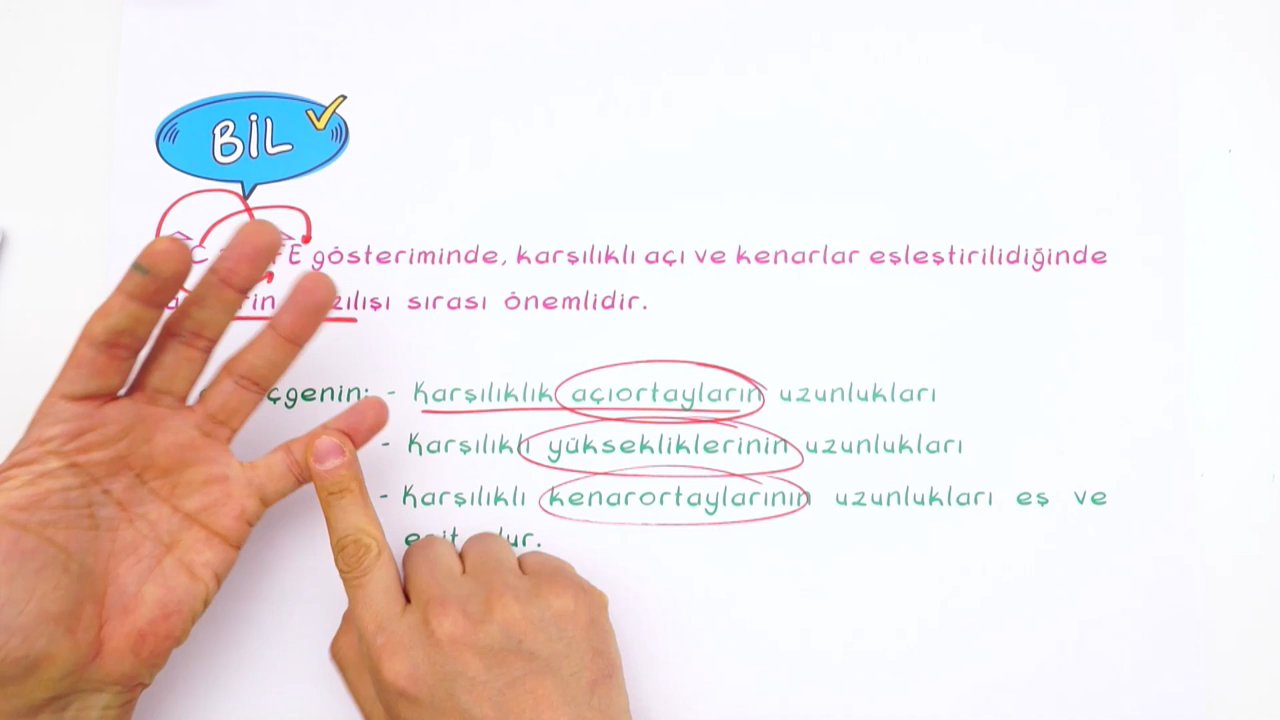 BİL
gösteriminde, karşılıklı açı ve kenarlar eşleştirilidiğinde
sırası önemlidir.
- Karşılıklık açıortayların uzunlukları
- Karşılıklı yüksekliklerinin uzunlukları
- Karşılıklı kenarortaylarının uzunlukları eş ve